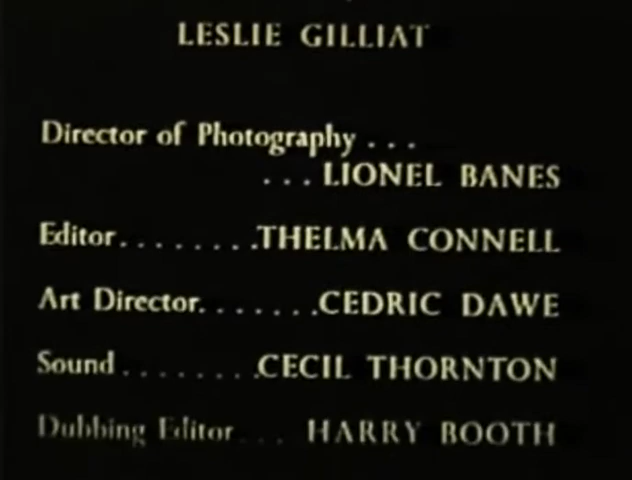 LESLIE GILLIAT
Director of Photography . . .
. . . LIONEL BANES
Editor. . . . . . . .THELMA CONNELL
Art Director. . . . . . .CEDRIC DAWE
Sound . . . . . . . .CECIL THORNTON
Dubbing Editor . . . HARRY BOOTH